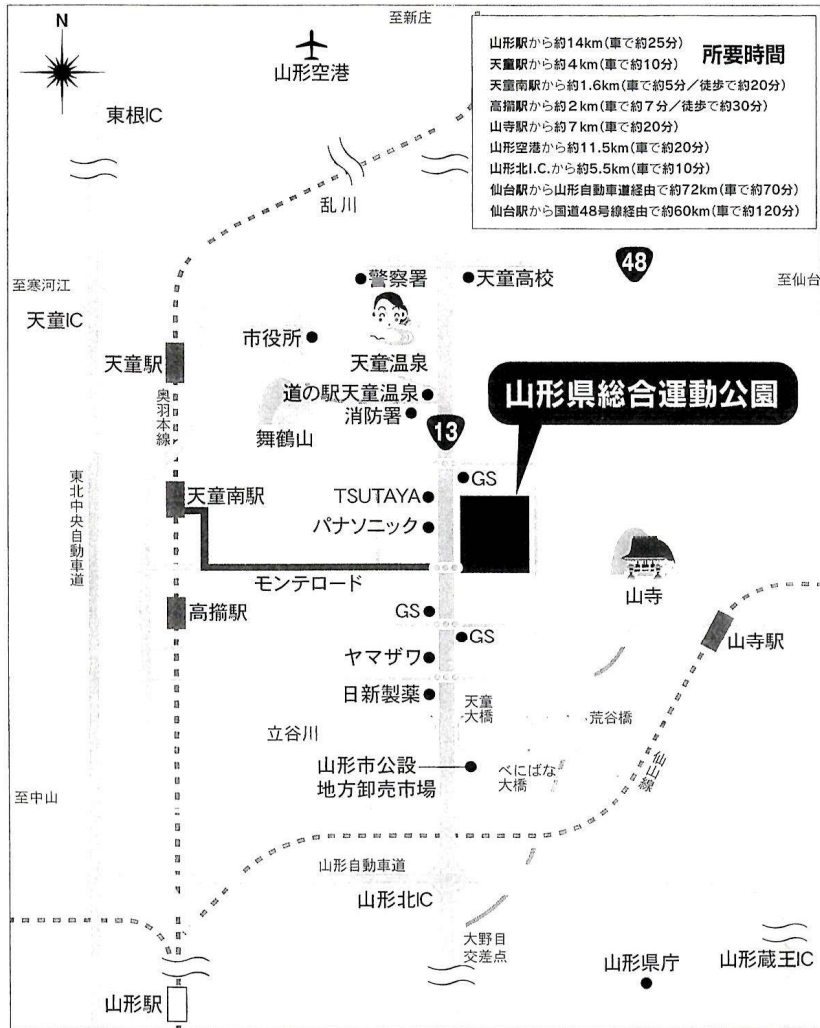 N
至新庄
山形空港
東根IC
所要時間
山形駅から約14km(車で約25分)
天童駅から約4km(車で10分)
天童南駅から約1.6km(車で約5分／徒歩で約20分)
高擶駅から約2km(車で約7分／徒歩で約30分)
山寺駅から約7km(車で約20分)
山形空港から約11.5km(車で約20分)
山形北I.C.から約5.5km(車で約10分)
仙台駅から山形自動車道経由で約72km(車で約70分)
仙台駅から国道48号線経由で約60km(車で約120分)
乱川
48
至寒河江
警察署
天童高校
至仙台
天童IC
市役所
天童駅
天童温泉
山形県総合運動公園
道の駅天童温泉
奥羽本線
消防署
舞鶴山
13
GS
東北中央自動車道
天童南駅
TSUTAYA
パナソニック
モンテロード
山寺
高擶駅
GS
GS
山寺駅
ヤマザワ
日新製薬
天童
大橋
荒谷橋
立谷川
山形市公設
地方卸売市場
べにばな
大橋
仙山線
至中山
山形自動車道
山形北IC
大野目
交差点
山形県庁
山形蔵王IC
山形駅